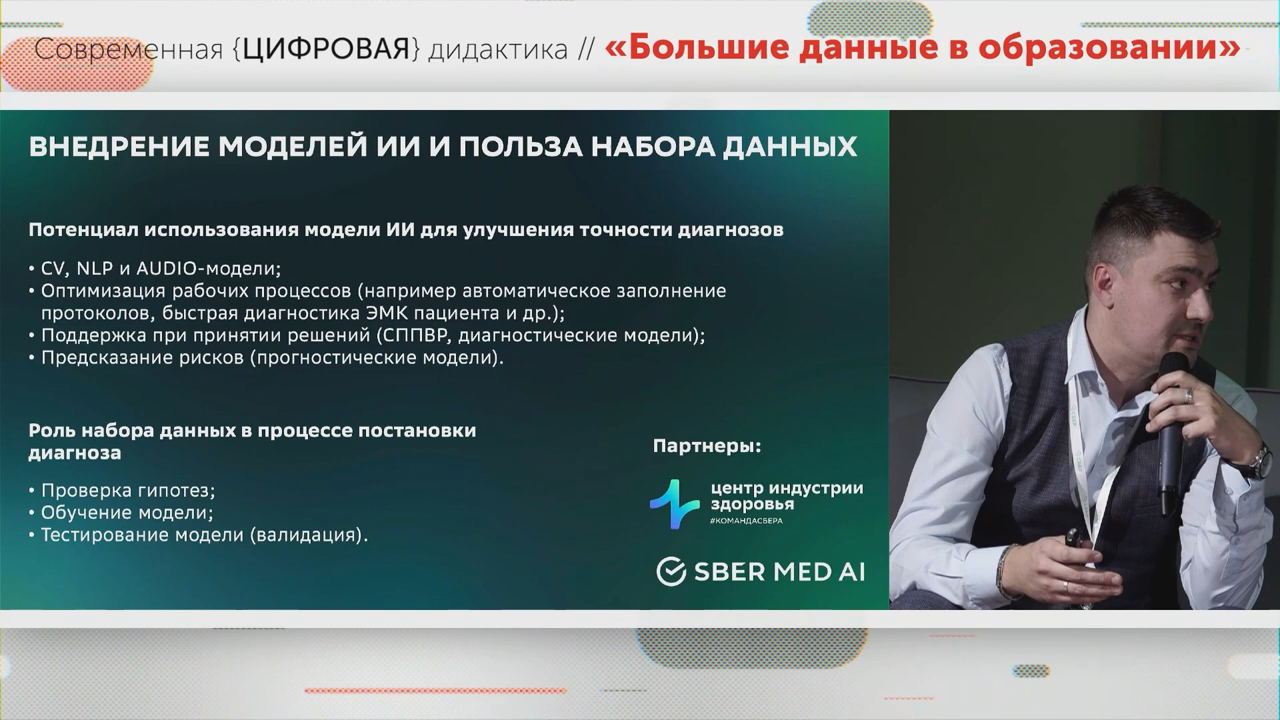 Современная {ЦИФРОВАЯ} дидактика // «Большие данные в образовании»
ВНЕДРЕНИЕ МОДЕЛЕЙ ИИ И ПОЛЬЗА НАБОРА ДАННЫХ
Потенциал использования модели ИИ для улучшения точности диагнозов
• CV, NLP и AUDIO-модели;
• Оптимизация рабочих процессов (например автоматическое заполнение
протоколов, быстрая диагностика ЭМК пациента и др.);
• Поддержка при принятии решений (СППВР, диагностические модели);
• Предсказание рисков (прогностические модели).
Роль набора данных в процессе постановки
диагноза
• Проверка гипотез;
• Обучение модели;
• Тестирование модели (валидация).
Партнеры:
центр индустрии
здоровья
#КОМАНДАСБЕРА
SBER MED AI